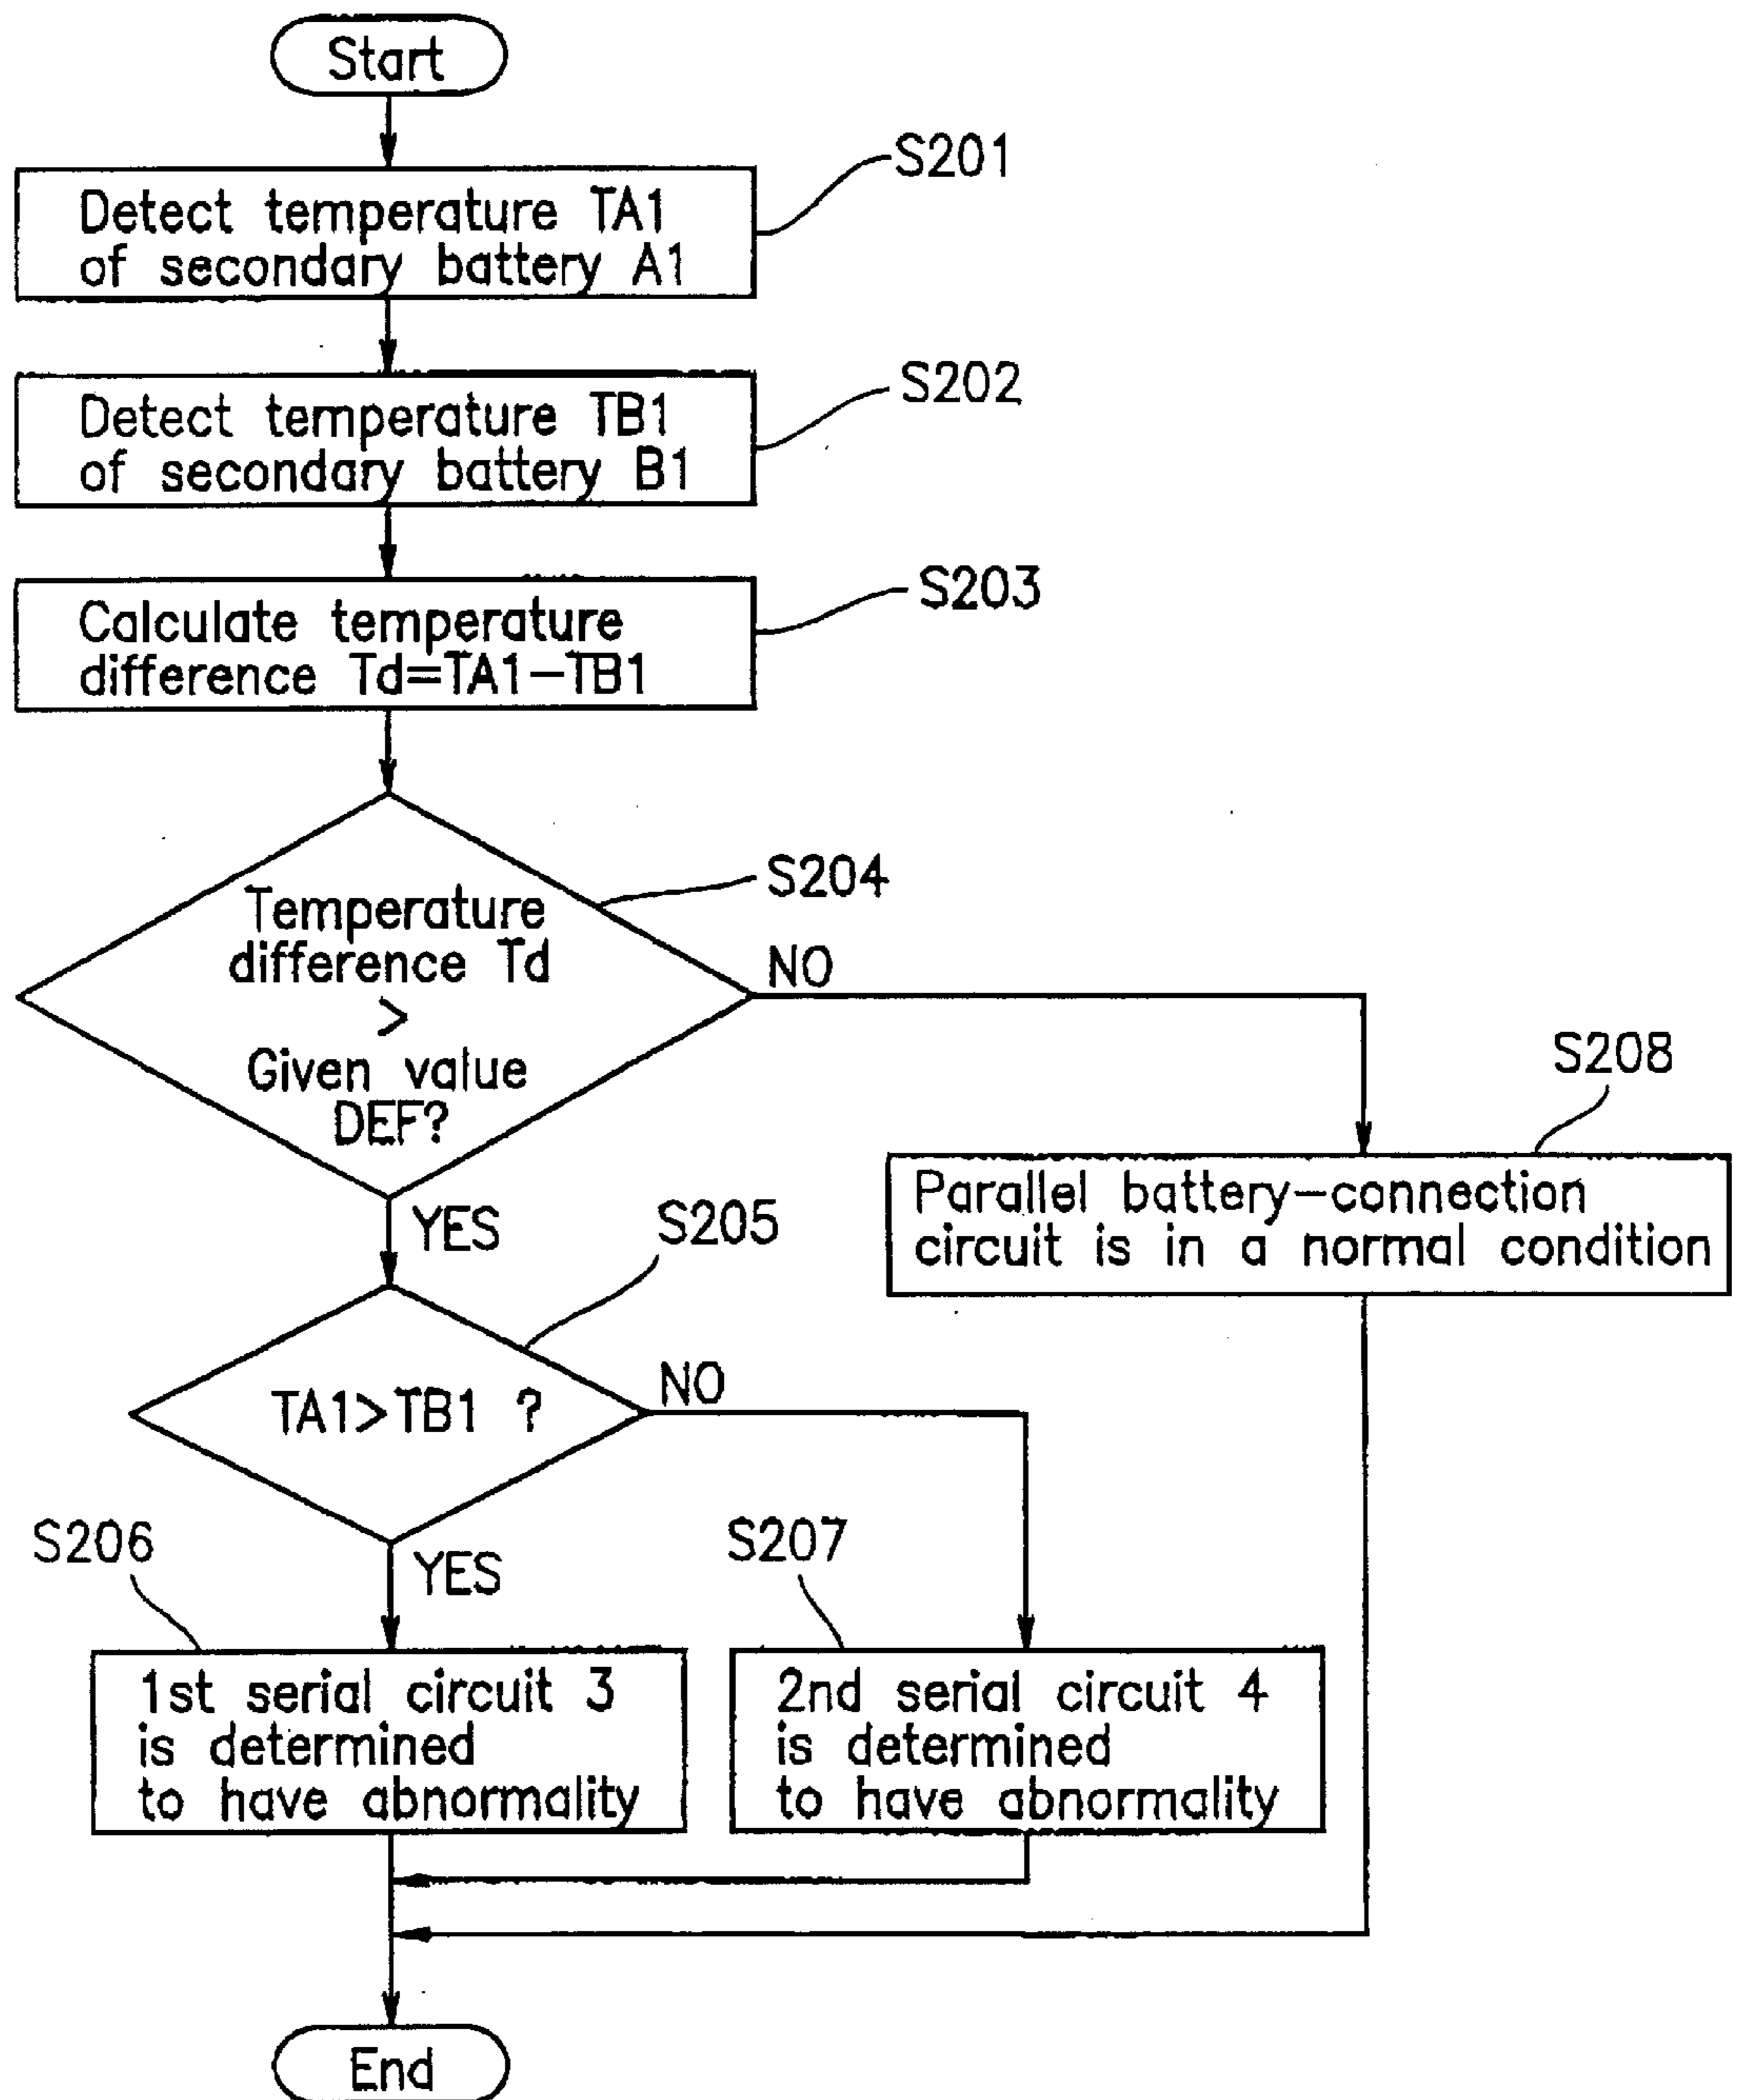 Start
S201
Detect temperature TA1
of secondary battery A1
S202
Detect temperature TB1
of secondary battery B1
S203
Calculate temperature
difference Td=TA1-TB1
S204
Temperature
difference Td
>
Given value
DEF?
NO
YES
S208
Parallel battery-connection
circuit is in a normal condition
S205
TA1>TB1 ?
NO
YES
S206
1st serial circuit 3
is determined
to have abnormality
S207
2nd serial circuit 4
is determined
to have abnormality
End